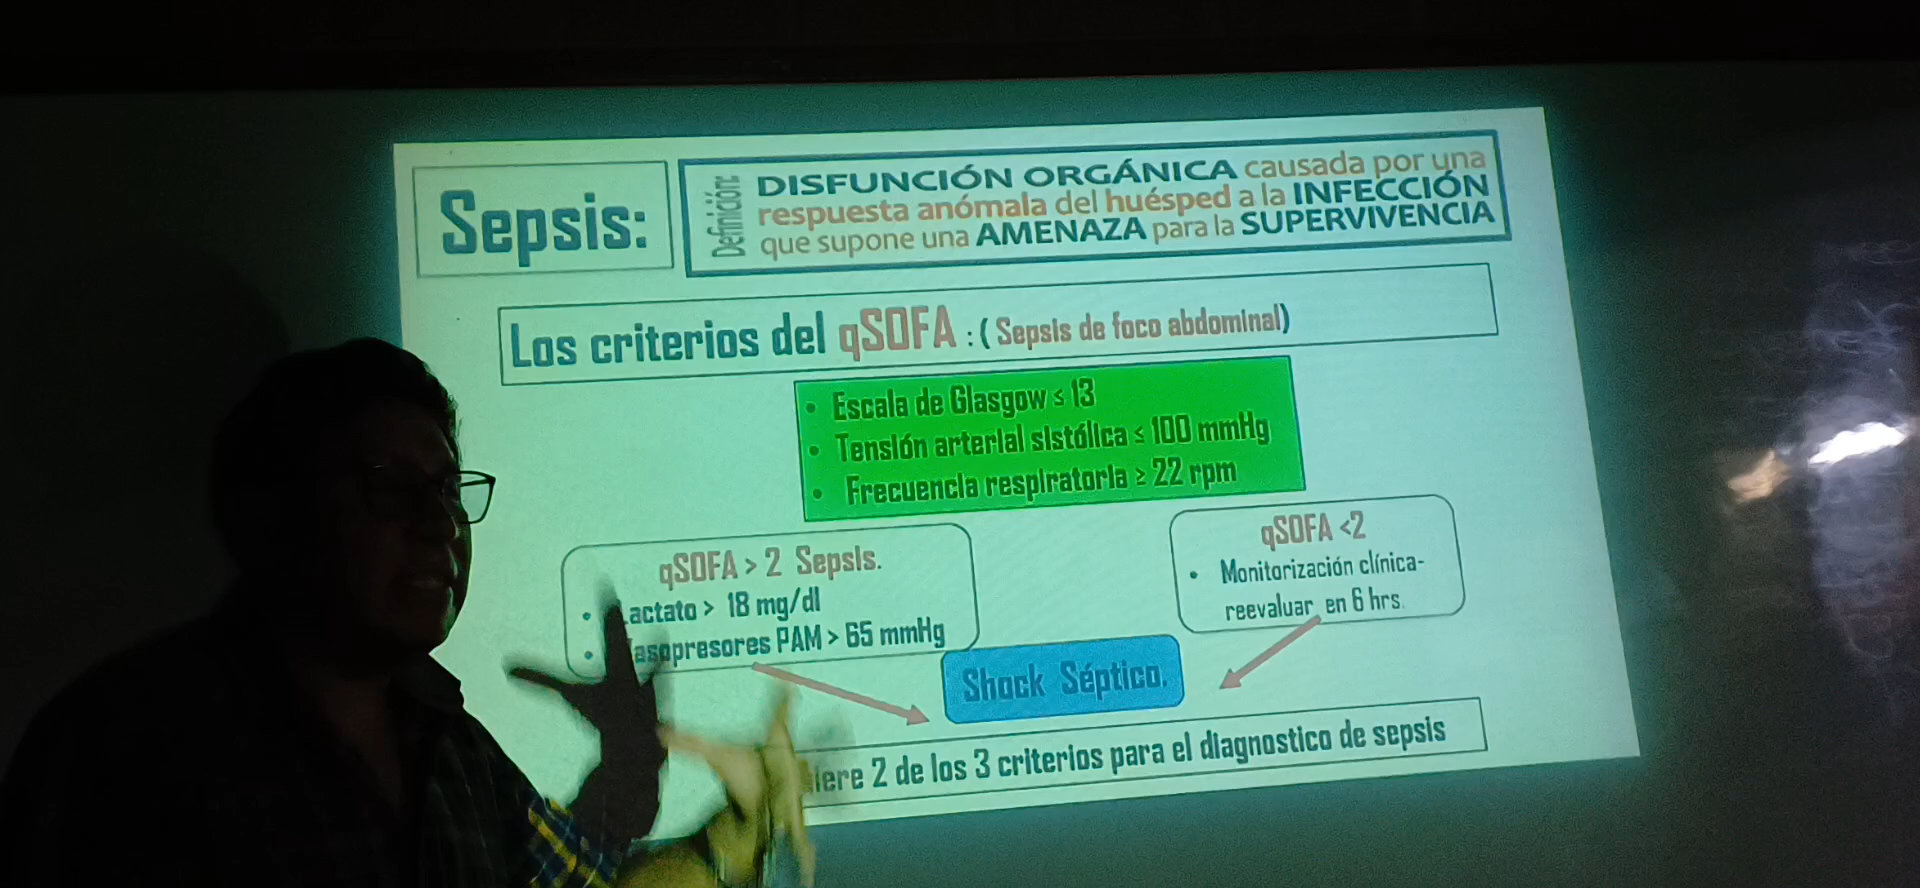 Sepsis:
Definición:
DISFUNCIÓN ORGÁNICA causada por una
respuesta anómala del huésped a la INFECCIÓN
que supone una AMENAZA para la SUPERVIVENCIA
Los criterios del qSOFA : ( Sepsis de foco abdominal)
• Escala de Glasgow ≤ 13
• Tensión arterial sistólica ≤ 100 mmHg
• Frecuencia respiratoria ≥ 22 rpm
qSOFA > 2 Sepsis.
• Lactato > 18 mg/dl
• PAM > 65 mmHg
qSOFA <2
• Monitorización clínica-
reevaluar en 6 hrs.
Shock Séptico.
2 de los 3 criterios para el diagnostico de sepsis